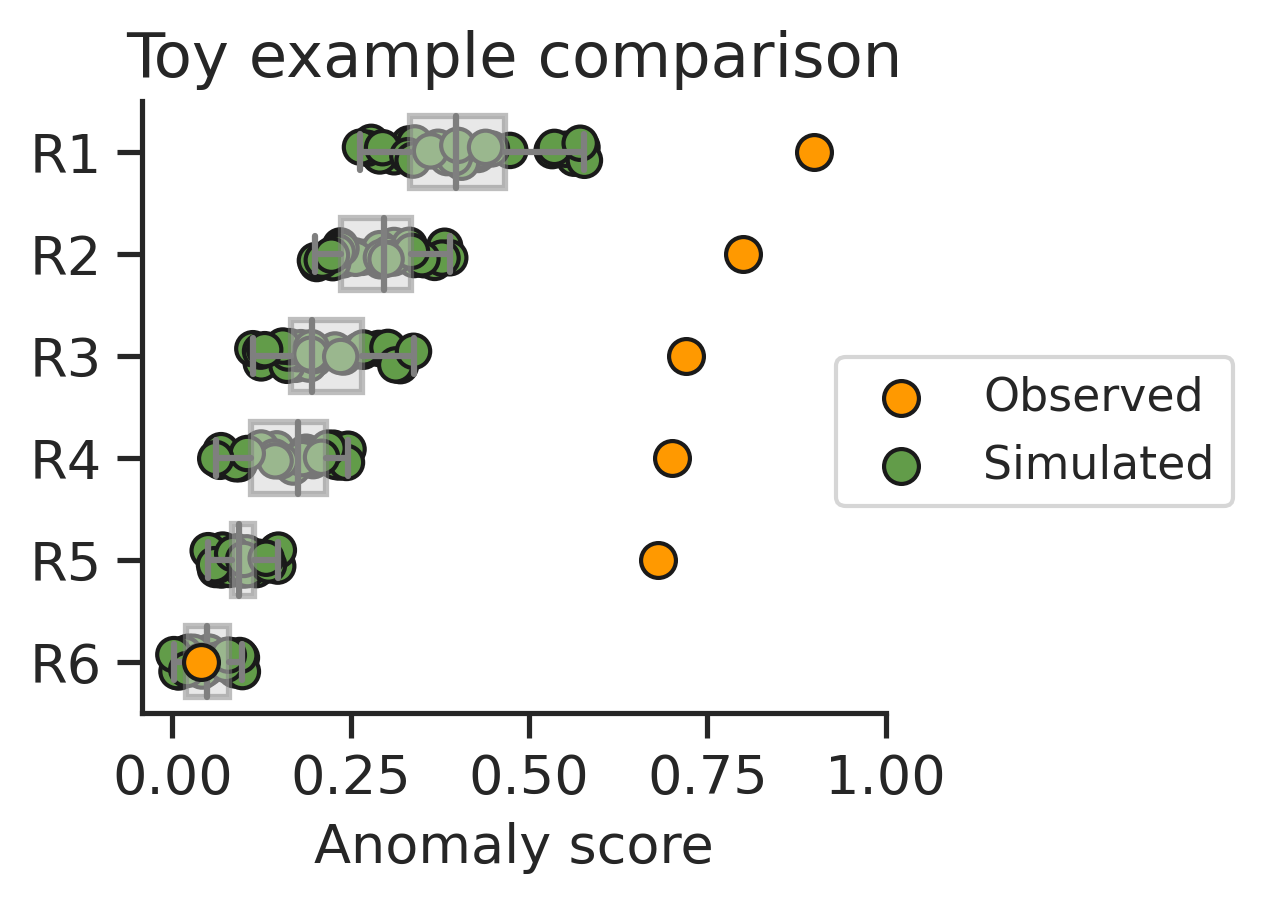 Toy example comparison
R1
R2
R3
R4
R5
R6
Observed
Simulated
0.00 0.25 0.50 0.75 1.00
Anomaly score